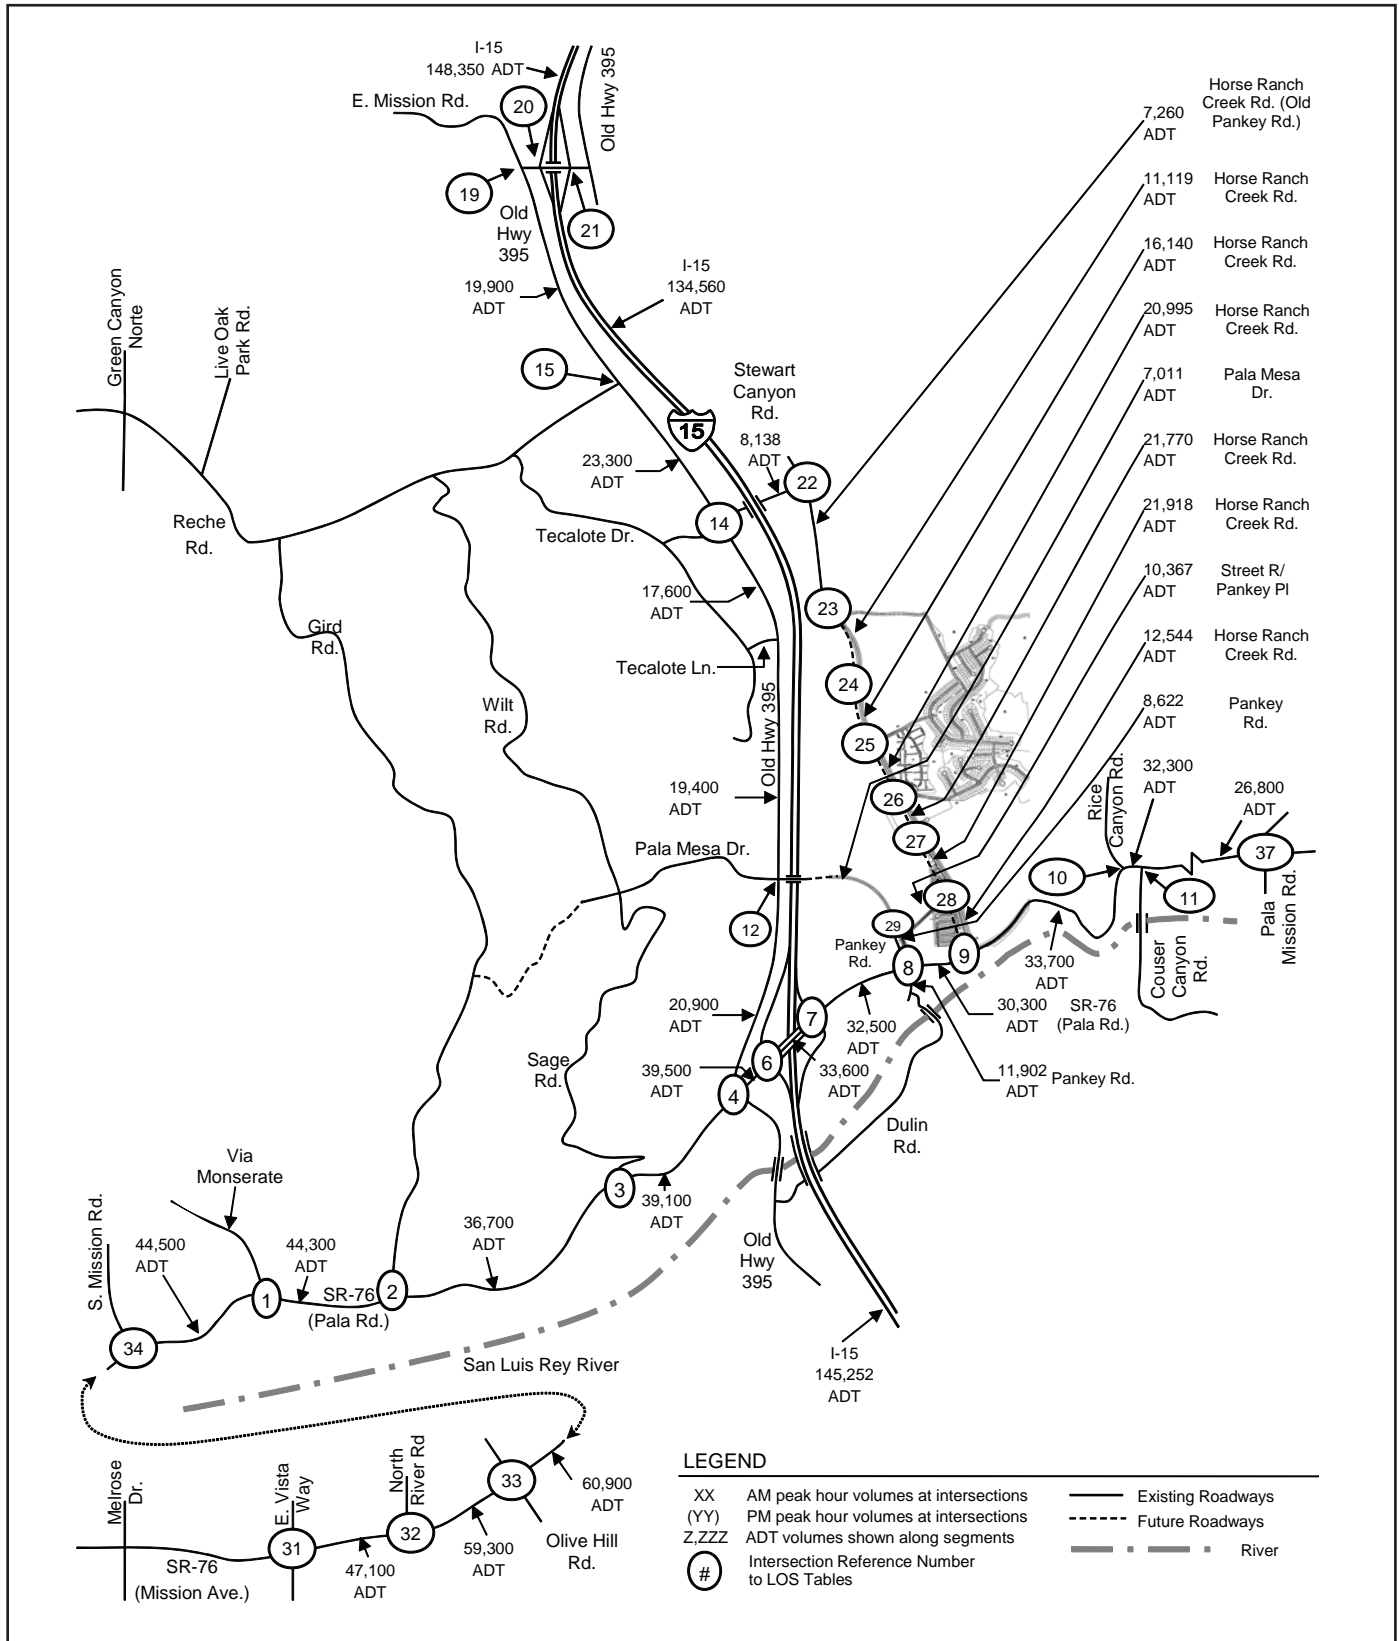 I-15
148,350 ADT
Old Hwy 395
E. Mission Rd.
20
19
Old
Hwy
395
21
Horse Ranch
Creek Rd. (Old
Pankey Rd.)
7,260
ADT
11,119
ADT
Horse Ranch
Creek Rd.
16,140
ADT
Horse Ranch
Creek Rd.
20,995
ADT
Horse Ranch
Creek Rd.
7,011
ADT
Pala Mesa
Dr.
21,770
ADT
Horse Ranch
Creek Rd.
21,918
ADT
Horse Ranch
Creek Rd.
10,367
ADT
Street R/
Pankey Pl
12,544
ADT
Horse Ranch
Creek Rd.
8,622
ADT
Pankey
Rd.
19,900
ADT
I-15
134,560
ADT
Green Canyon
Norte
Live Oak
Park Rd.
15
Stewart
Canyon
Rd.
8,138
ADT
15
23,300
ADT
22
14
Reche
Rd.
Tecalote Dr.
17,600
ADT
23
Gird
Rd.
Tecalote Ln.
24
Wilt
Rd.
Old Hwy 395
25
19,400
ADT
26
27
Rice
Canyon Rd.
32,300
ADT
26,800
ADT
37
Pala Mesa Dr.
10
11
28
12
29
Pankey
Rd.
8
9
Pala
Mission Rd.
33,700
ADT
Couser
Canyon
Rd.
20,900
ADT
7
32,500
ADT
30,300
ADT
SR-76
(Pala Rd.)
Sage
Rd.
39,500
ADT
6
33,600
ADT
11,902
ADT
Pankey Rd.
4
Dulin
Rd.
Via
Monserate
3
39,100
ADT
S. Mission Rd.
44,500
ADT
44,300
ADT
36,700
ADT
Old
Hwy
395
1
SR-76
(Pala Rd.)
2
34
San Luis Rey River
I-15
145,252
ADT
Melrose
Dr.
E. Vista
Way
North
River Rd
33
60,900
ADT
31
32
Olive Hill
Rd.
SR-76
(Mission Ave.)
47,100
ADT
59,300
ADT
LEGEND
XX AM peak hour volumes at intersections
(YY) PM peak hour volumes at intersections
Z,ZZZ ADT volumes shown along segments
# Intersection Reference Number
to LOS Tables
Existing Roadways
Future Roadways
River